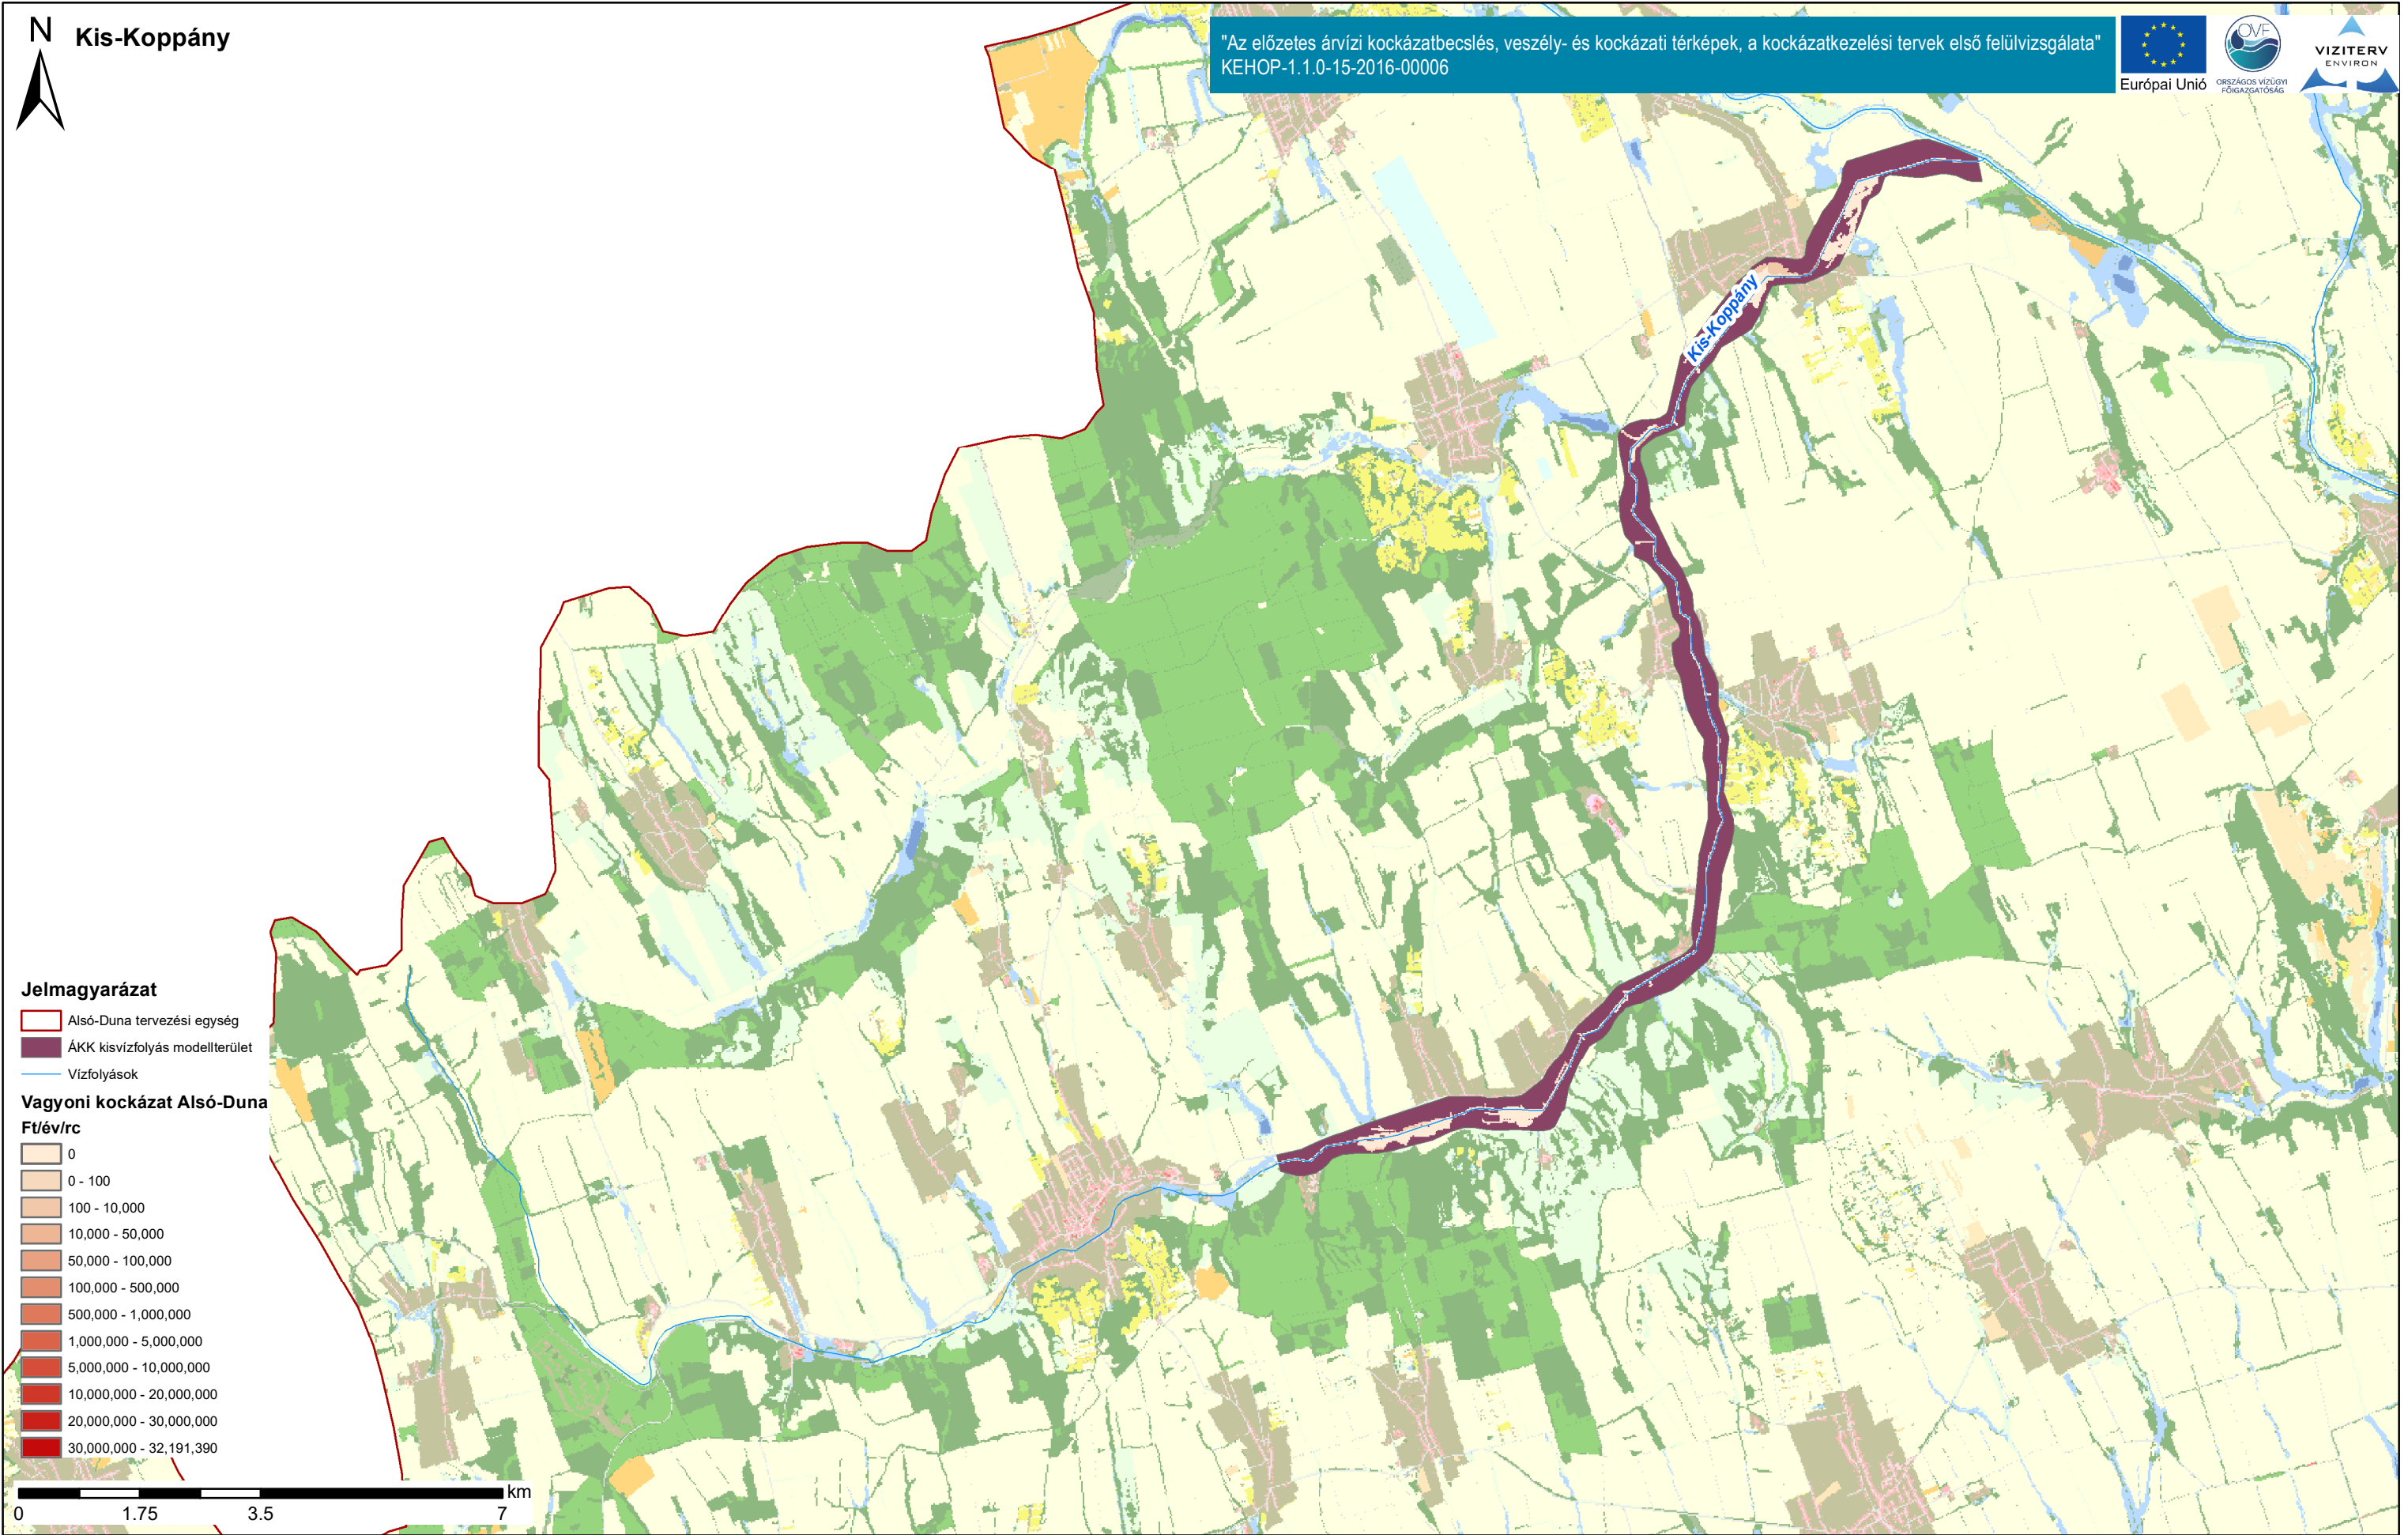 N
Kis-Koppány
"Az előzetes árvízi kockázatbecslés, veszély- és kockázati térképek, a kockázatkezelési tervek első felülvizsgálata"
KEHOP-1.1.0-15-2016-00006
Európai Unió
OVF
ORSZÁGOS VÍZÜGYI
FŐIGAZGATÓSÁG
VIZITERV
ENVIRON
Kis-Koppány
Jelmagyarázat
Alsó-Duna tervezési egység
ÁKK kisvízfolyás modellterület
Vízfolyások
Vagyoni kockázat Alsó-Duna
Ft/év/rc
0
0 - 100
100 - 10,000
10,000 - 50,000
50,000 - 100,000
100,000 - 500,000
500,000 - 1,000,000
1,000,000 - 5,000,000
5,000,000 - 10,000,000
10,000,000 - 20,000,000
20,000,000 - 30,000,000
30,000,000 - 32,191,390
km
0 1.75 3.5 7